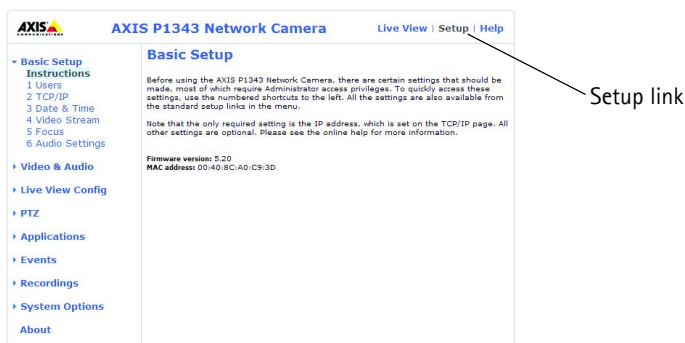 AXIS
COMMUNICATIONS
AXIS P1343 Network Camera
Live View | Setup | Help
Basic Setup
Instructions
1 Users
2 TCP/IP
3 Date & Time
4 Video Stream
5 Focus
6 Audio Settings
Video & Audio
Live View Config
PTZ
Applications
Events
Recordings
System Options
About
Basic Setup
Before using the AXIS P1343 Network Camera, there are certain settings that should be
made, most of which require Administrator access privileges. To quickly access these
settings, use the numbered shortcuts to the left. All the settings are also available from
the standard setup links in the menu.
Note that the only required setting is the IP address, which is set on the TCP/IP page. All
other settings are optional. Please see the online help for more information.
Firmware version: 5.20
MAC address: 00:40:8C:A0:C9:3D
Setup link